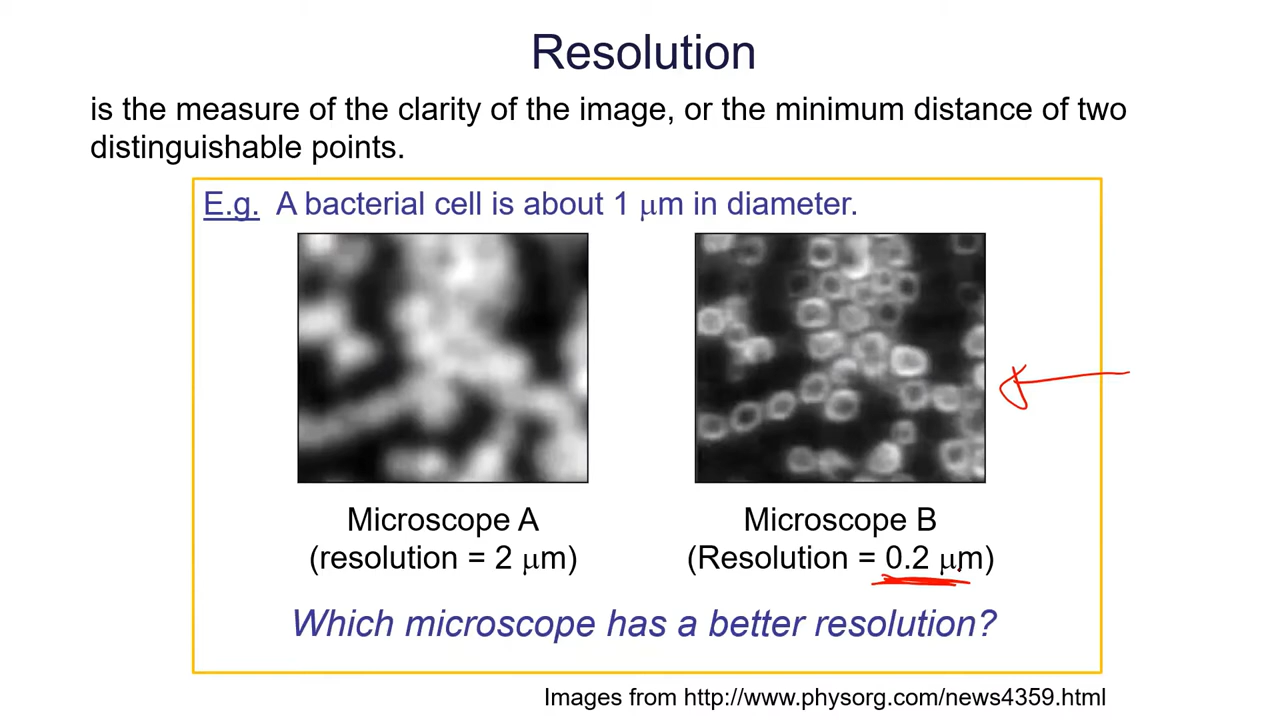 Resolution
is the measure of the clarity of the image, or the minimum distance of two
distinguishable points.
E.g. A bacterial cell is about 1 μm in diameter.
Microscope A
(resolution = 2 μm)
Microscope B
(Resolution = 0.2 μm)
Which microscope has a better resolution?
Images from http://www.physorg.com/news4359.html